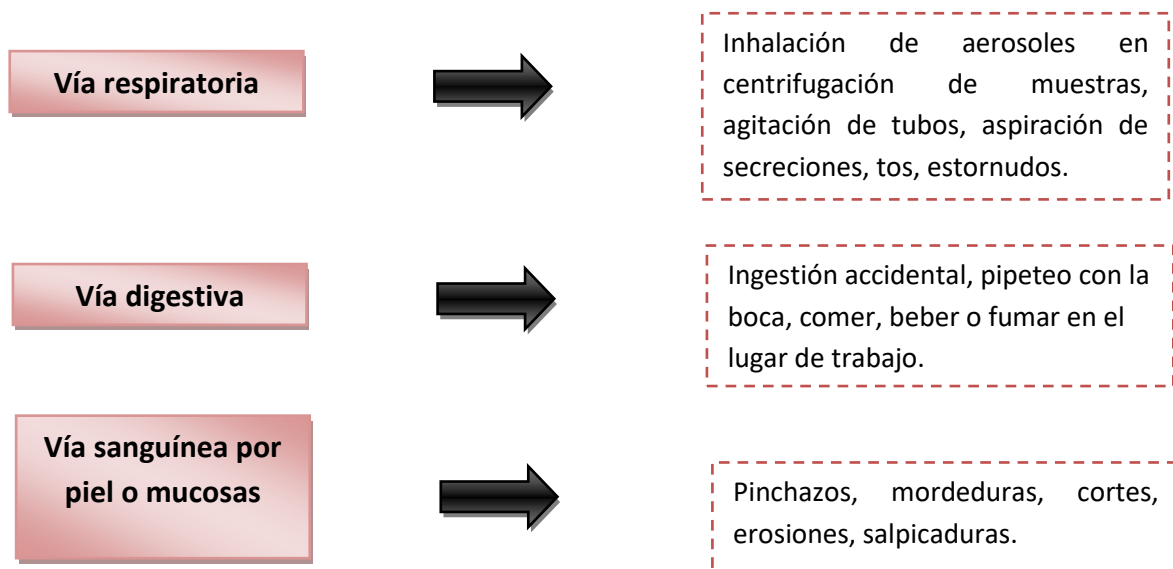 Vía respiratoria
Inhalación de aerosoles en
centrifugación de muestras,
agitación de tubos, aspiración de
secreciones, tos, estornudos.
Vía digestiva
Ingestión accidental, pipeteo con la
boca, comer, beber o fumar en el
lugar de trabajo.
Vía sanguínea por
piel o mucosas
Pinchazos, mordeduras, cortes,
erosiones, salpicaduras.